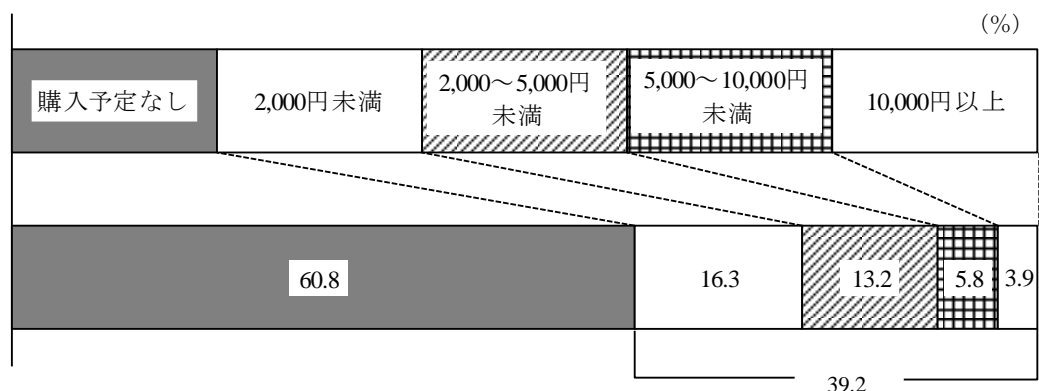 (%)
購入予定なし
2,000円未満
2,000～5,000円
未満
5,000～10,000円
未満
10,000円以上
60.8
16.3
13.2
5.8
3.9
39.2